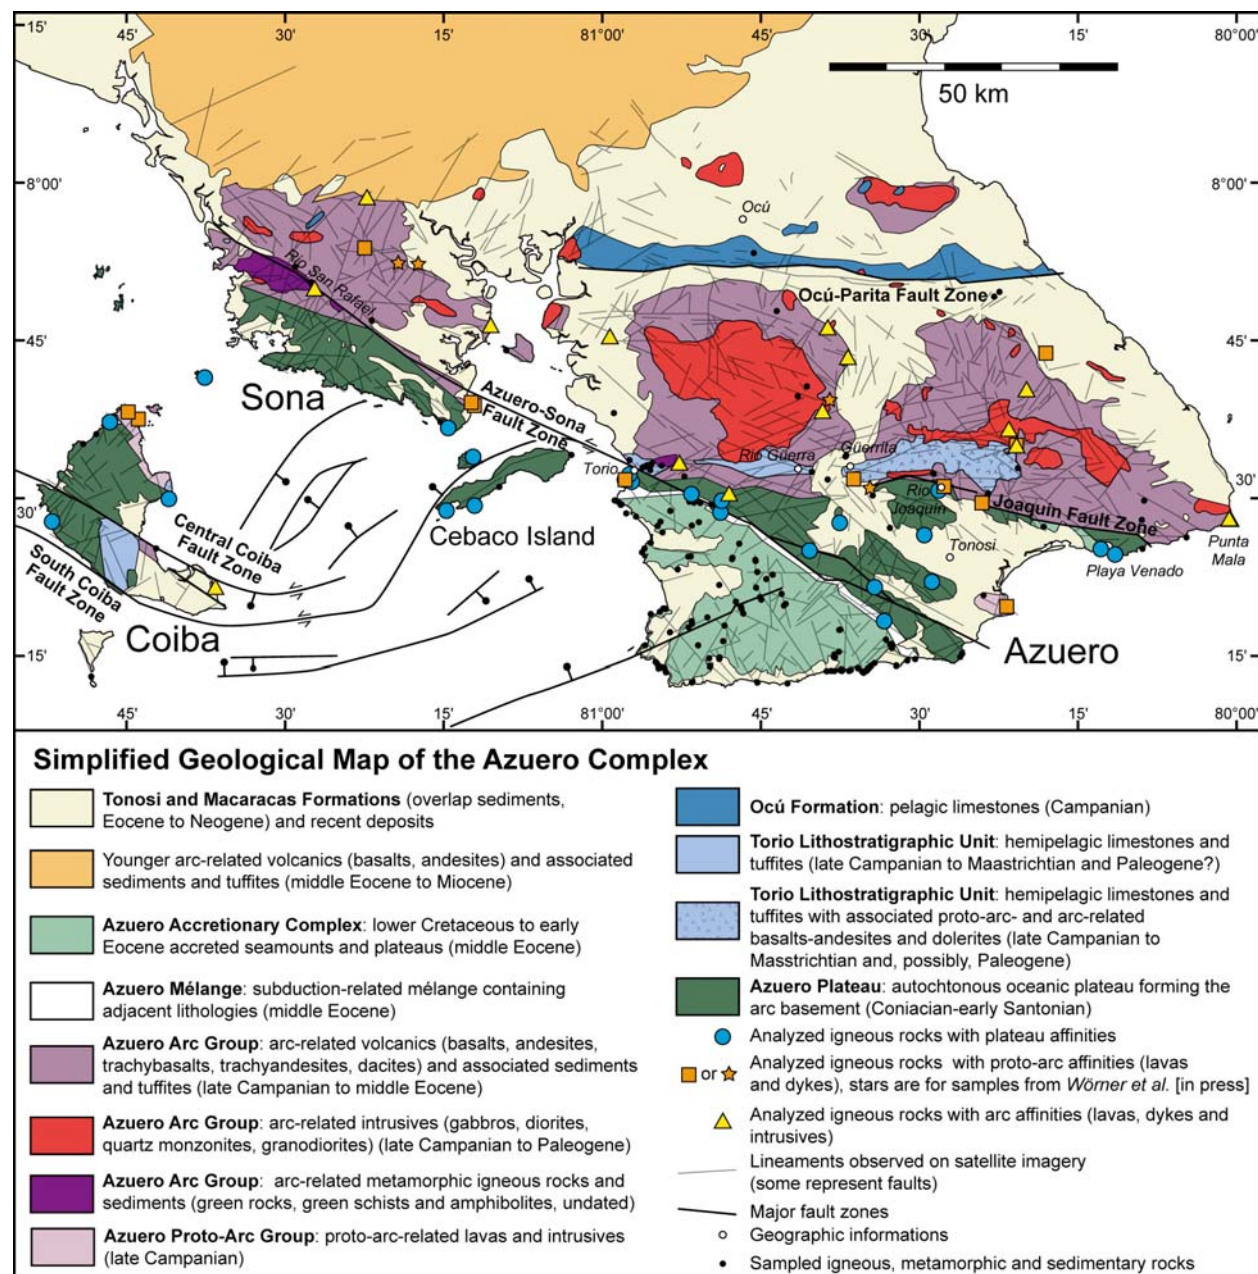 15'
30'
45'
81°00'
45'
30'
15'
80°00'
50 km
8°00'
8°00'
Ocú
Rio San Rafael
Ocú-Parita Fault Zone
45'
45'
Sona
Azuero-Sona
Fault Zone
Torio
Rio Güerra
Güerrita
30'
30'
Rio
Joaquin
Joaquín Fault Zone
Central Coiba
Fault Zone
South Coiba
Fault Zone
Cebaco Island
Tonosi
Playa Venado
Punta
Mala
Coiba
Azuero
15'
15'
45'
30'
15'
81°00'
45'
30'
15'
80°00'
Simplified Geological Map of the Azuero Complex
Tonosi and Macaracas Formations (overlap sediments,
Eocene to Neogene) and recent deposits
Younger arc-related volcanics (basalts, andesites) and associated
sediments and tuffites (middle Eocene to Miocene)
Azuero Accretionary Complex: lower Cretaceous to early
Eocene accreted seamounts and plateaus (middle Eocene)
Azuero Mélange: subduction-related mélange containing
adjacent lithologies (middle Eocene)
Azuero Arc Group: arc-related volcanics (basalts, andesites,
trachybasalts, trachyandesites, dacites) and associated sediments
and tuffites (late Campanian to middle Eocene)
Azuero Arc Group: arc-related intrusives (gabbros, diorites,
quartz monzonites, granodiorites) (late Campanian to Paleogene)
Azuero Arc Group: arc-related metamorphic igneous rocks and
sediments (green rocks, green schists and amphibolites, undated)
Azuero Proto-Arc Group: proto-arc-related lavas and intrusives
(late Campanian)
Ocú Formation: pelagic limestones (Campanian)
Torio Lithostratigraphic Unit: hemipelagic limestones and
tuffites (late Campanian to Maastrichtian and Paleogene?)
Torio Lithostratigraphic Unit: hemipelagic limestones and
tuffites with associated proto-arc- and arc-related
basalts-andesites and dolerites (late Campanian to
Masstrichtian and, possibly, Paleogene)
Azuero Plateau: autochtonous oceanic plateau forming the
arc basement (Coniacian-early Santonian)
Analyzed igneous rocks with plateau affinities
or
Analyzed igneous rocks with proto-arc affinities (lavas
and dykes), stars are for samples from Wörner et al. [in press]
Analyzed igneous rocks with arc affinities (lavas, dykes and
intrusives)
Lineaments observed on satellite imagery
(some represent faults)
Major fault zones
Geographic informations
Sampled igneous, metamorphic and sedimentary rocks